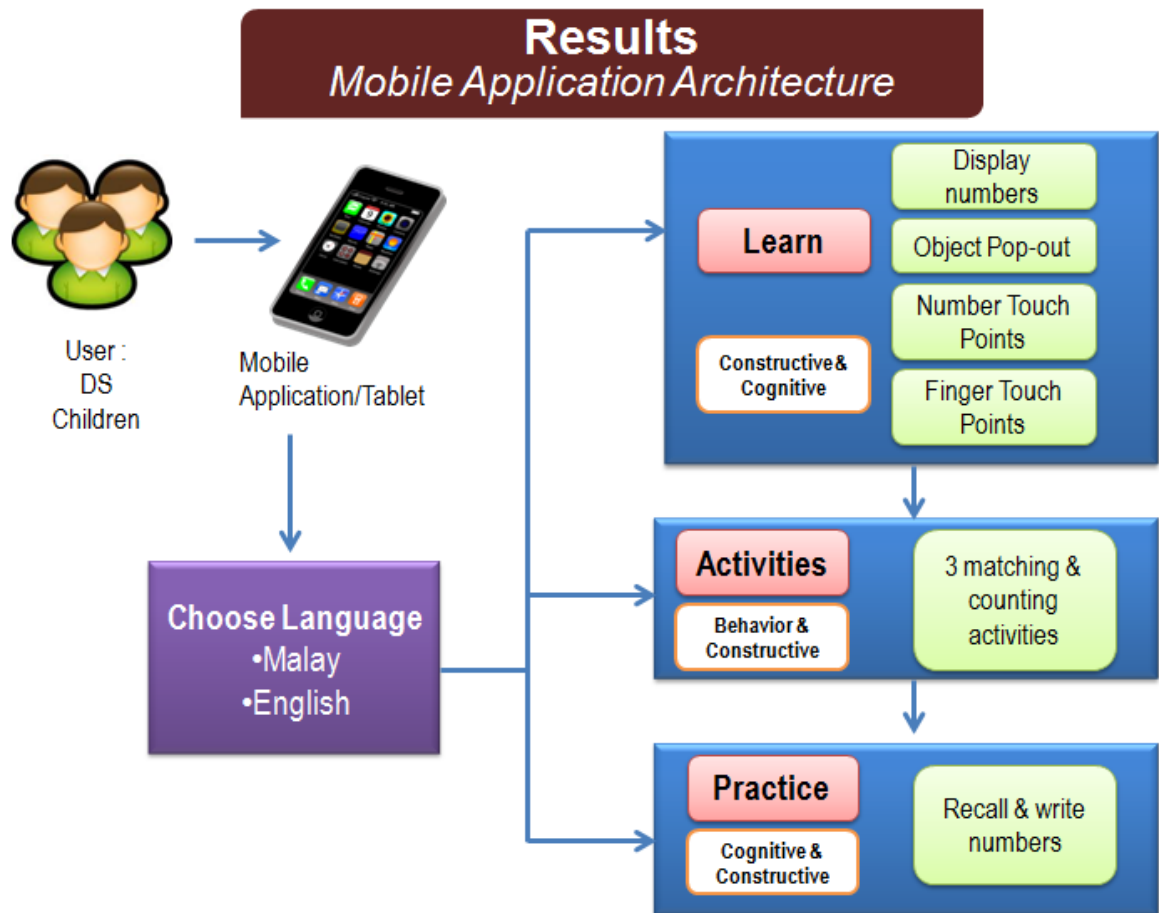 Results
Mobile Application Architecture
User :
DS
Children
Mobile
Application/Tablet
Choose Language
•Malay
•English
Learn
Constructive &
Cognitive
Display
numbers
Object Pop-out
Number Touch
Points
Finger Touch
Points
Activities
Behavior &
Constructive
3 matching &
counting
activities
Practice
Cognitive &
Constructive
Recall & write
numbers